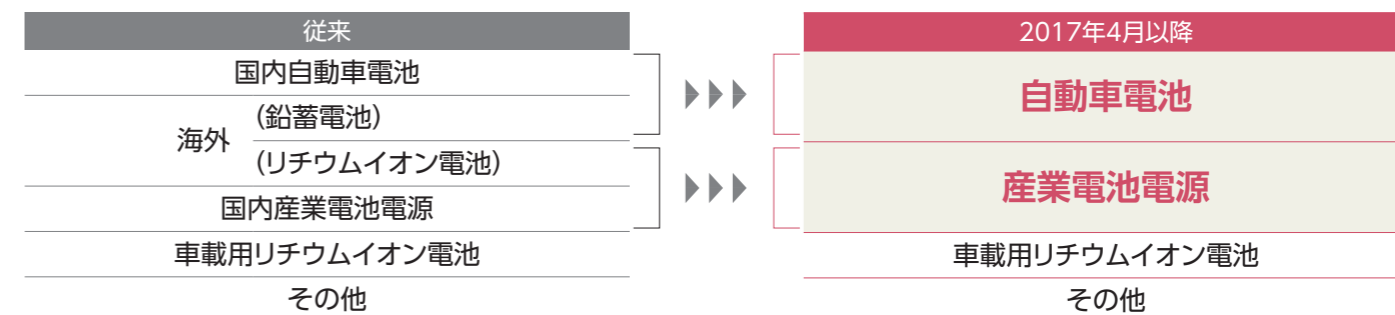 従来
国内自動車電池
海外
（鉛蓄電池）
（リチウムイオン電池）
国内産業電池電源
車載用リチウムイオン電池
その他
2017年4月以降
自動車電池
産業電池電源
車載用リチウムイオン電池
その他